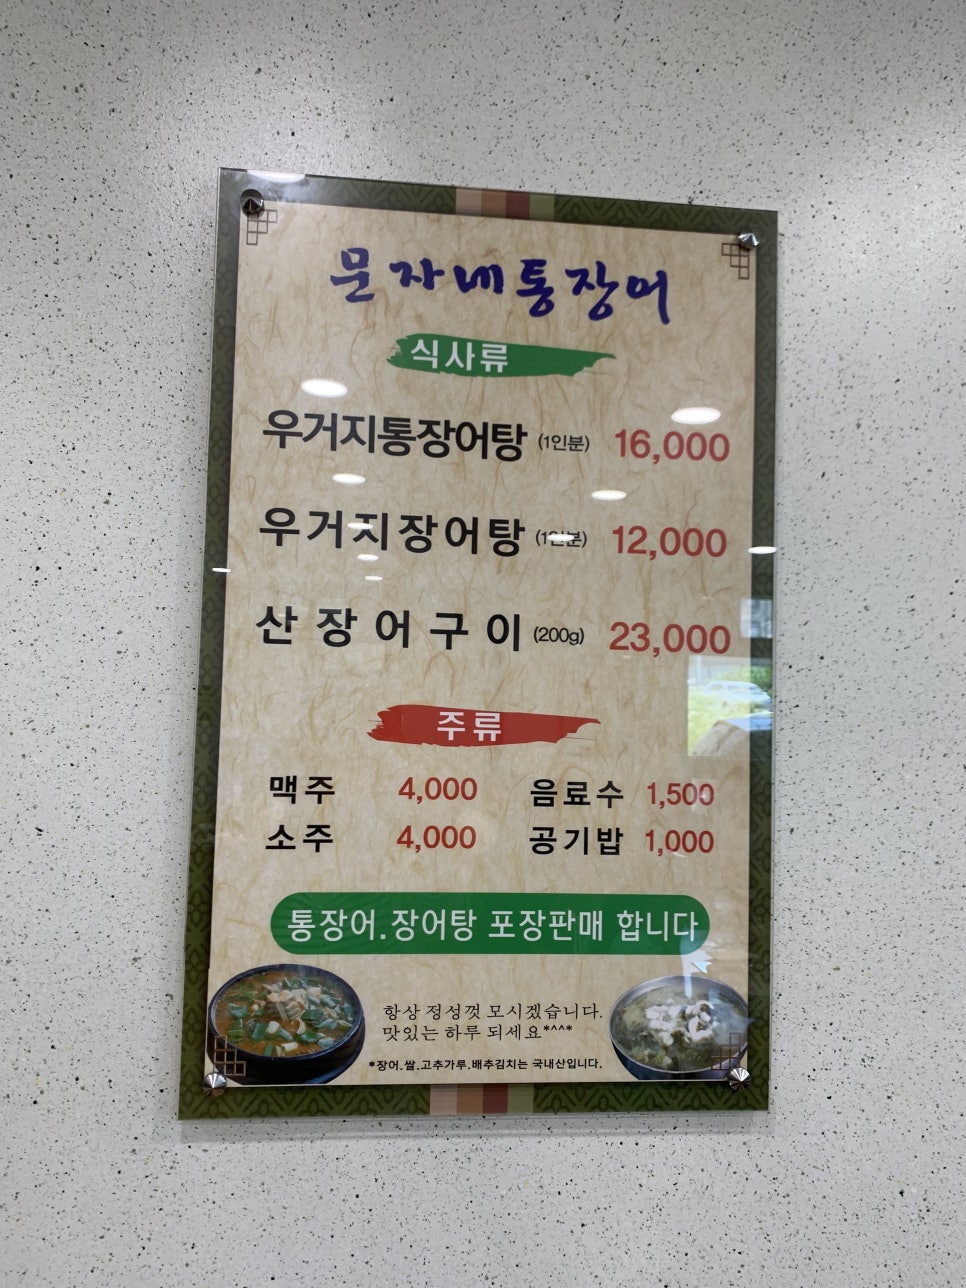 문자네통장어
식사류
우거지통장어탕 (1인분) 16,000
우거지장어탕 (1인분) 12,000
산장어구이 (200g) 23,000
주류
맥주 4,000 음료수 1,500
소주 4,000 공기밥 1,000
통장어.장어탕 포장판매 합니다
항상 정성껏 모시겠습니다.
맛있는 하루 되세요*^^*
*장어.쌀.고추가루.배추김치는 국내산입니다.